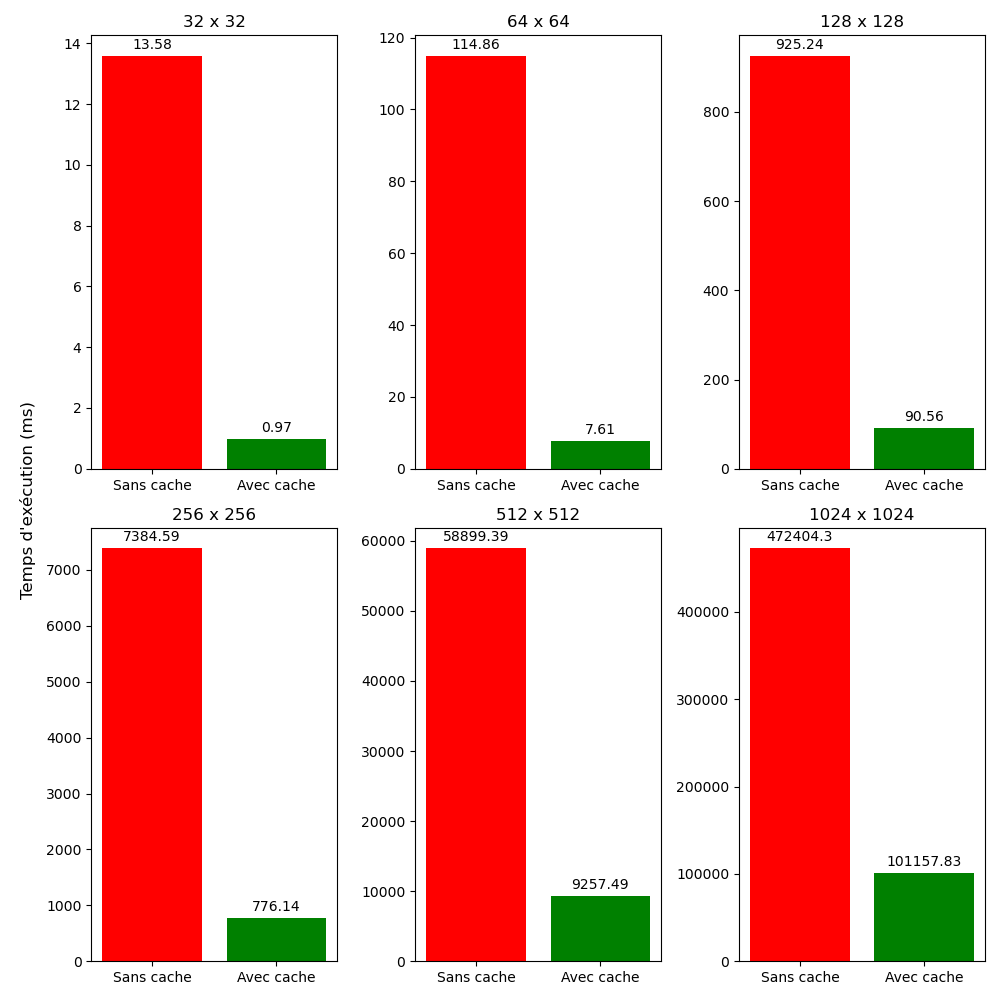 Temps d'exécution (ms)
32 x 32
14
12
10
8
6
4
2
0
13.58
0.97
Sans cache
Avec cache
64 x 64
120
100
80
60
40
20
0
114.86
7.61
Sans cache
Avec cache
128 x 128
800
600
400
200
0
925.24
90.56
Sans cache
Avec cache
256 x 256
7000
6000
5000
4000
3000
2000
1000
0
7384.59
776.14
Sans cache
Avec cache
512 x 512
60000
50000
40000
30000
20000
10000
0
58899.39
9257.49
Sans cache
Avec cache
1024 x 1024
400000
300000
200000
100000
0
472404.3
101157.83
Sans cache
Avec cache